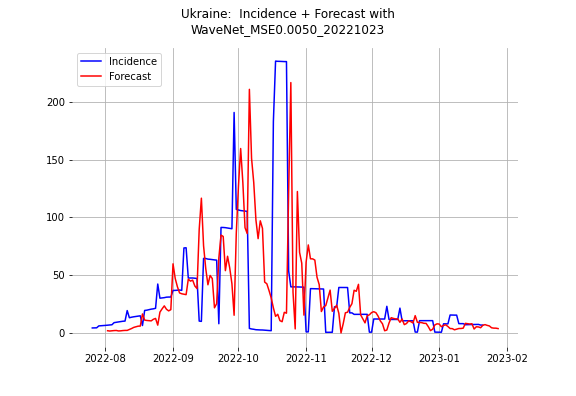 Ukraine:  Incidence + Forecast with
WaveNet_MSE0.0050_20221023
Incidence
Forecast
200
150
100
50
0
2022-08 2022-09 2022-10 2022-11 2022-12 2023-01 2023-02